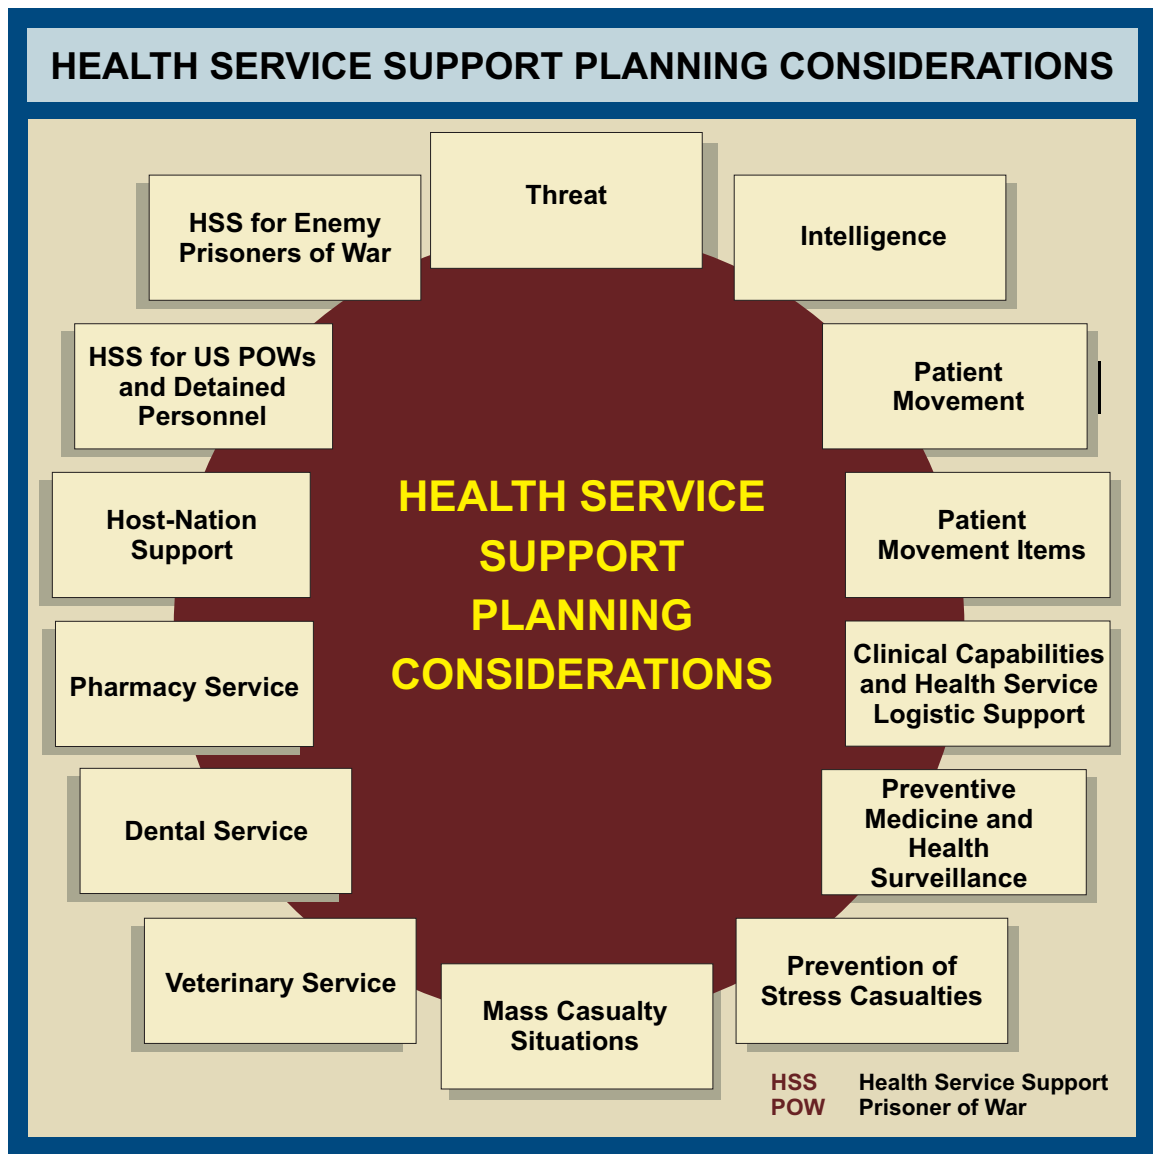 HEALTH SERVICE SUPPORT PLANNING CONSIDERATIONS
Threat
Intelligence
Patient
Movement
Patient
Movement Items
Clinical Capabilities
and Health Service
Logistic Support
Preventive
Medicine and
Health
Surveillance
Prevention of
Stress Casualties
Mass Casualty
Situations
Veterinary Service
Dental Service
Pharmacy Service
Host-Nation
Support
HSS for US POWs
and Detained
Personnel
HSS for Enemy
Prisoners of War
HEALTH SERVICE
SUPPORT
PLANNING
CONSIDERATIONS
HSS Health Service Support
POW Prisoner of War